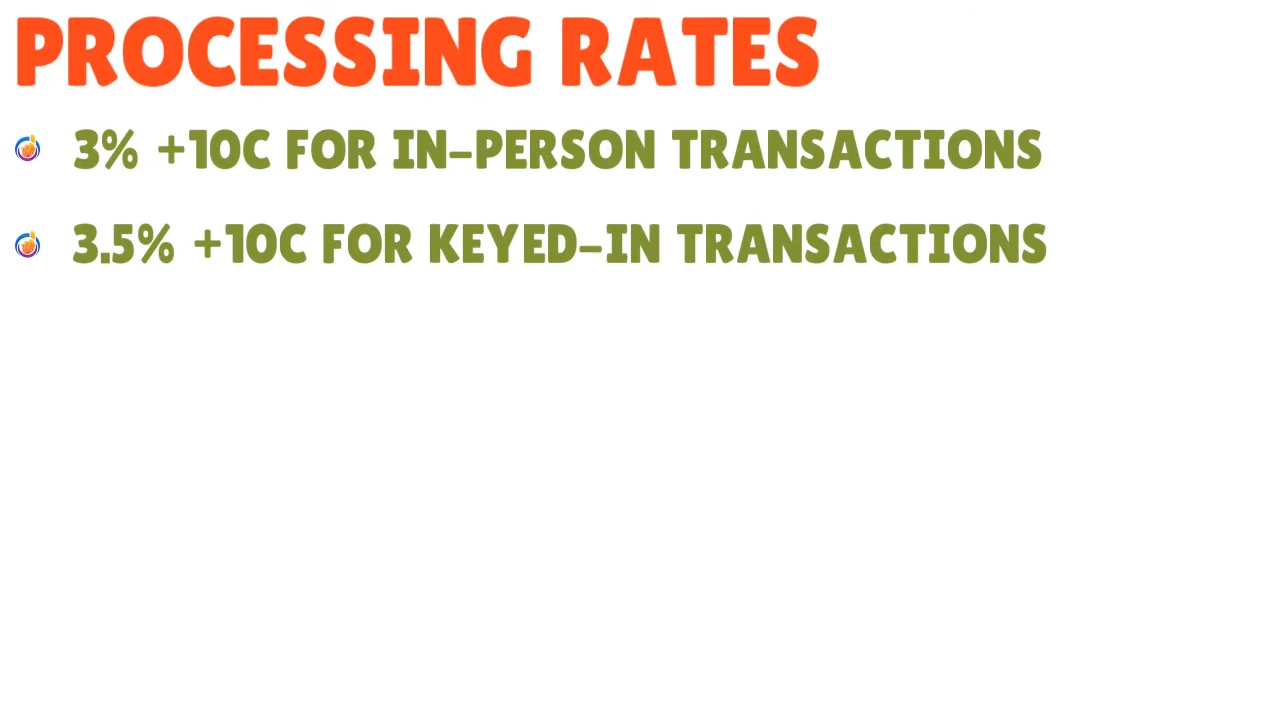 PROCESSING RATES
3% +10C FOR IN-PERSON TRANSACTIONS
3.5% +10C FOR KEYED-IN TRANSACTIONS